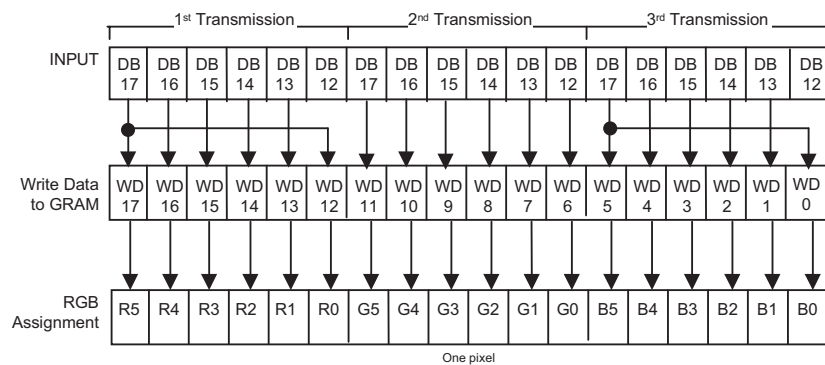 1st Transmission 2nd Transmission 3rd Transmission
INPUT DB DB DB DB DB DB DB DB DB DB DB DB DB DB DB DB DB DB
17 16 15 14 13 12 17 16 15 14 13 12 17 16 15 14 13 12
Write Data WD WD WD WD WD WD WD WD WD WD WD WD WD WD WD WD WD WD
to GRAM 17 16 15 14 13 12 11 10 9 8 7 6 5 4 3 2 1 0
RGB
Assignment R5 R4 R3 R2 R1 R0 G5 G4 G3 G2 G1 G0 B5 B4 B3 B2 B1 B0
One pixel